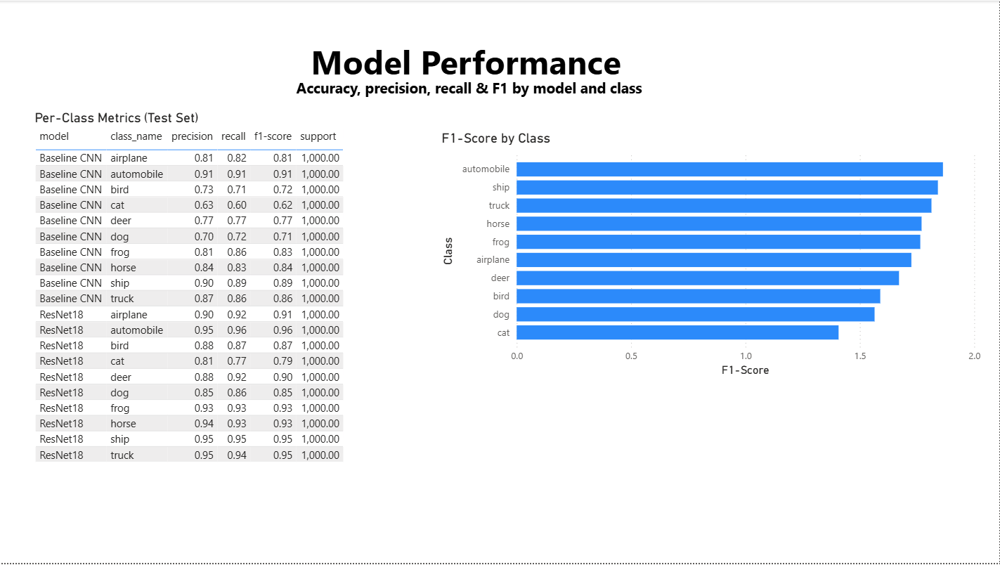 Model Performance
Accuracy, precision, recall & F1 by model and class
Per-Class Metrics (Test Set)
model class_name precision recall f1-score support
Baseline CNN airplane 0.81 0.82 0.81 1,000.00
Baseline CNN automobile 0.91 0.91 0.91 1,000.00
Baseline CNN bird 0.73 0.71 0.72 1,000.00
Baseline CNN cat 0.63 0.60 0.62 1,000.00
Baseline CNN deer 0.77 0.77 0.77 1,000.00
Baseline CNN dog 0.70 0.72 0.71 1,000.00
Baseline CNN frog 0.81 0.86 0.83 1,000.00
Baseline CNN horse 0.84 0.83 0.84 1,000.00
Baseline CNN ship 0.90 0.89 0.89 1,000.00
Baseline CNN truck 0.87 0.86 0.86 1,000.00
ResNet18 airplane 0.90 0.92 0.91 1,000.00
ResNet18 automobile 0.95 0.96 0.96 1,000.00
ResNet18 bird 0.88 0.87 0.87 1,000.00
ResNet18 cat 0.81 0.77 0.79 1,000.00
ResNet18 deer 0.88 0.92 0.90 1,000.00
ResNet18 dog 0.85 0.86 0.85 1,000.00
ResNet18 frog 0.93 0.93 0.93 1,000.00
ResNet18 horse 0.94 0.93 0.93 1,000.00
ResNet18 ship 0.95 0.95 0.95 1,000.00
ResNet18 truck 0.95 0.94 0.95 1,000.00
F1-Score by Class
Class
automobile
ship
truck
horse
frog
airplane
deer
bird
dog
cat
0.0 0.5 1.0 1.5 2.0
F1-Score